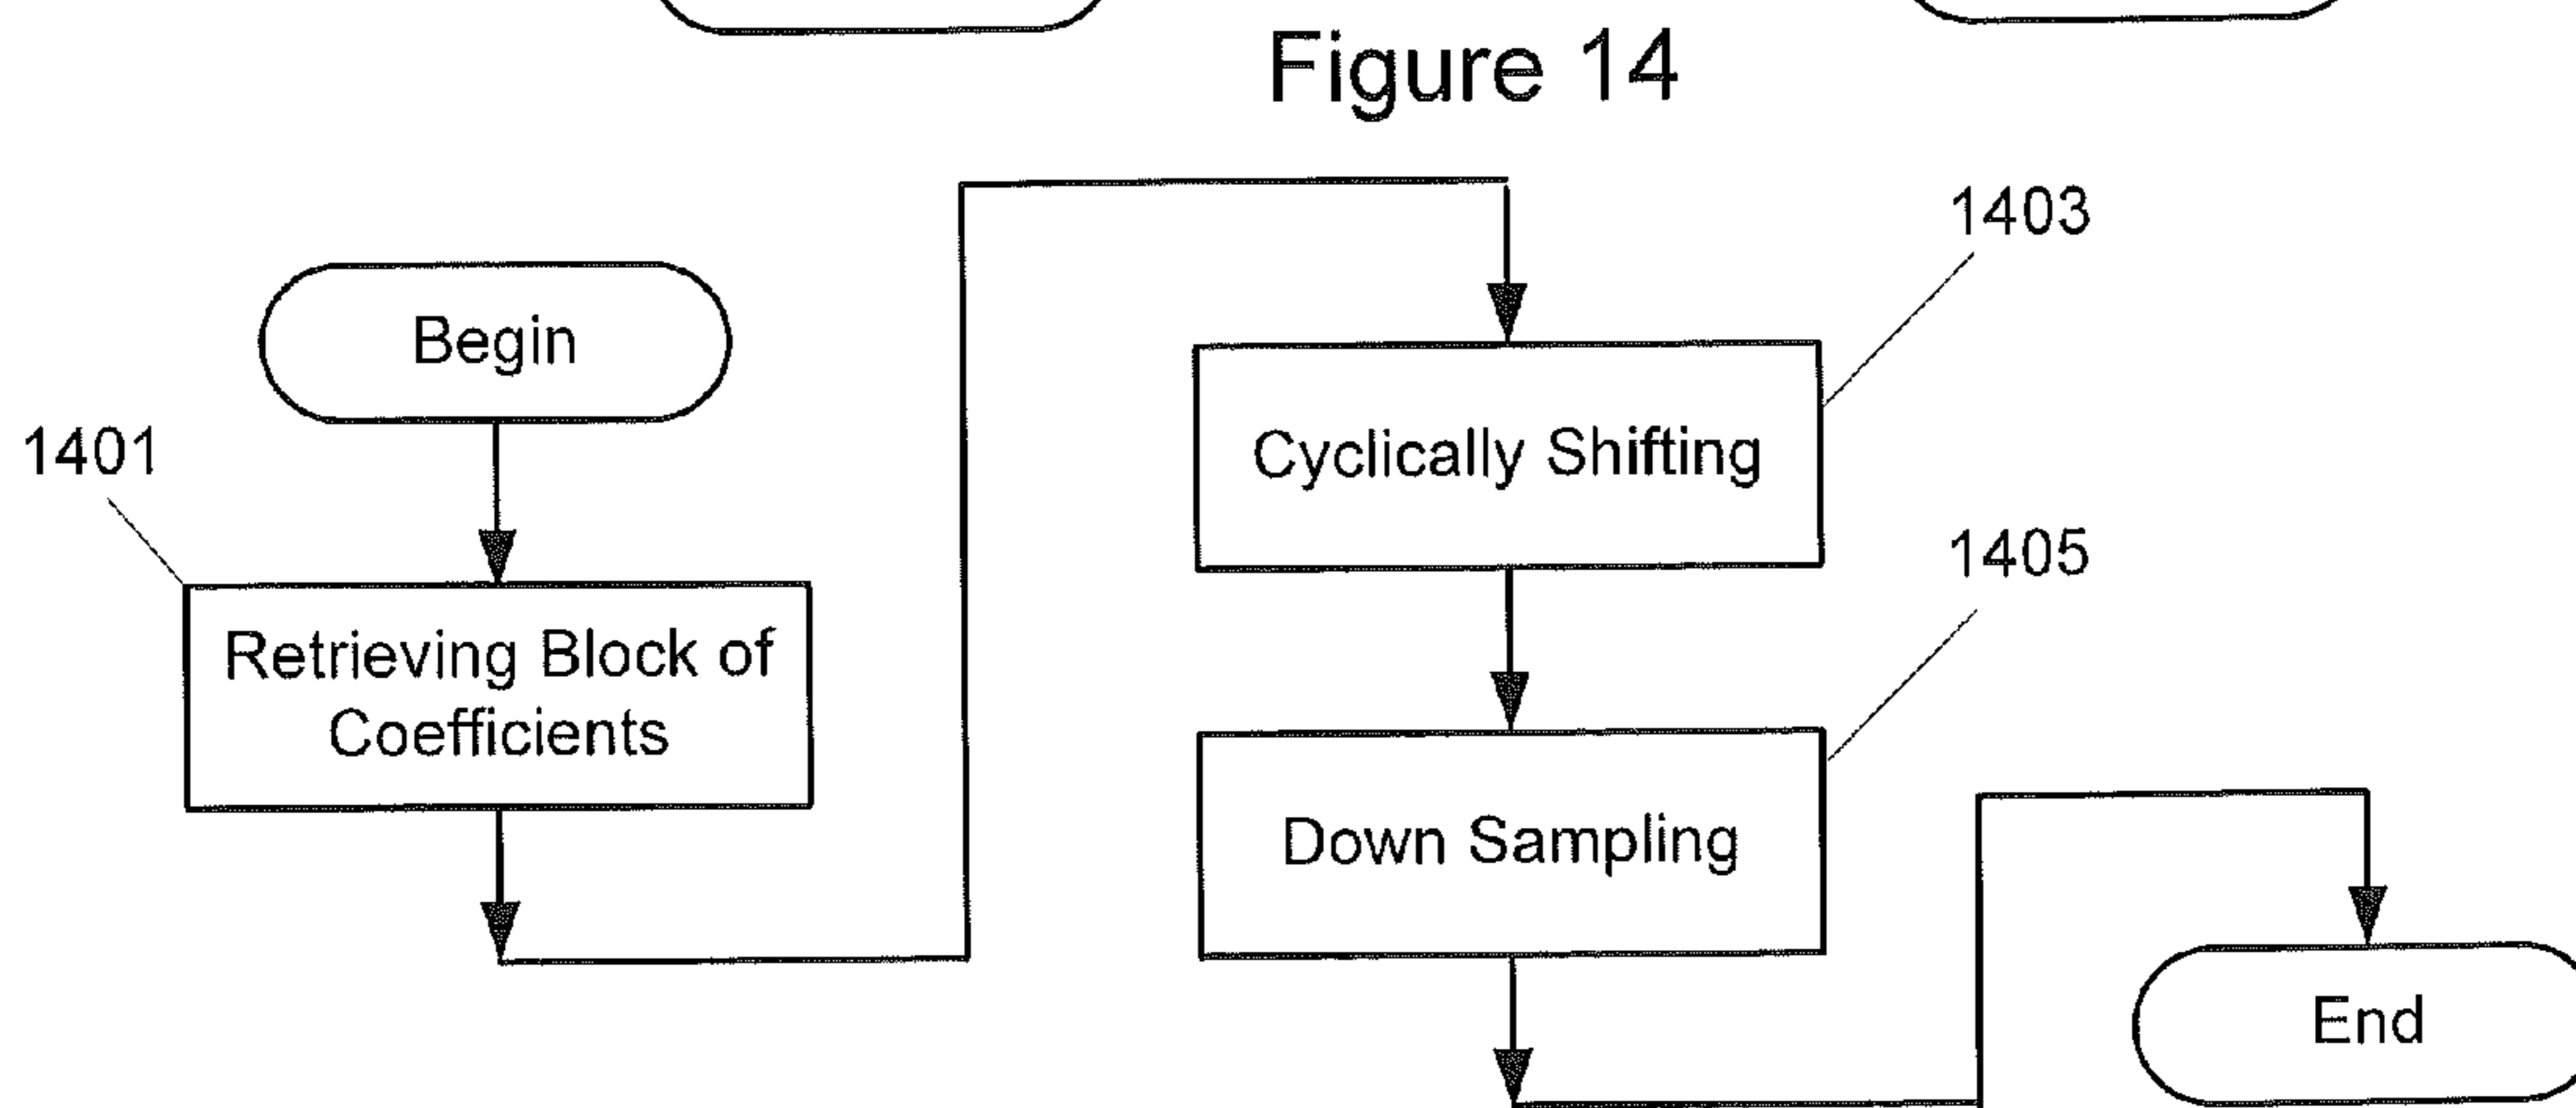 Figure 14
Begin
1401
Retrieving Block of
Coefficients
1403
Cyclically Shifting
1405
Down Sampling
End